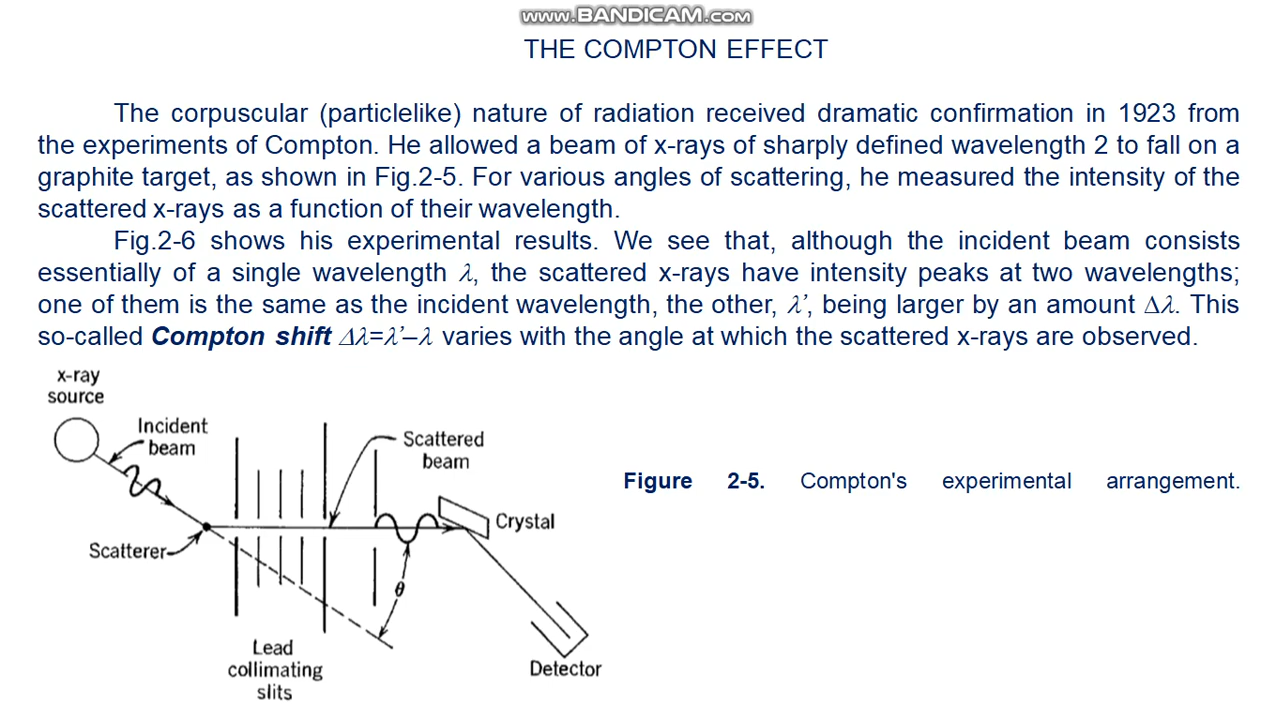 www.BANDICAM.com
THE COMPTON EFFECT
The corpuscular (particlelike) nature of radiation received dramatic confirmation in 1923 from
the experiments of Compton. He allowed a beam of x-rays of sharply defined wavelength 2 to fall on a
graphite target, as shown in Fig.2-5. For various angles of scattering, he measured the intensity of the
scattered x-rays as a function of their wavelength.
Fig.2-6 shows his experimental results. We see that, although the incident beam consists
essentially of a single wavelength λ, the scattered x-rays have intensity peaks at two wavelengths;
one of them is the same as the incident wavelength, the other, λ’, being larger by an amount Δλ. This
so-called Compton shift Δλ=λ’–λ varies with the angle at which the scattered x-rays are observed.
x-ray
source
Incident
beam
Scattered
beam
Figure 2-5. Compton's experimental arrangement.
Crystal
Scatterer
θ
Lead
collimating
slits
Detector